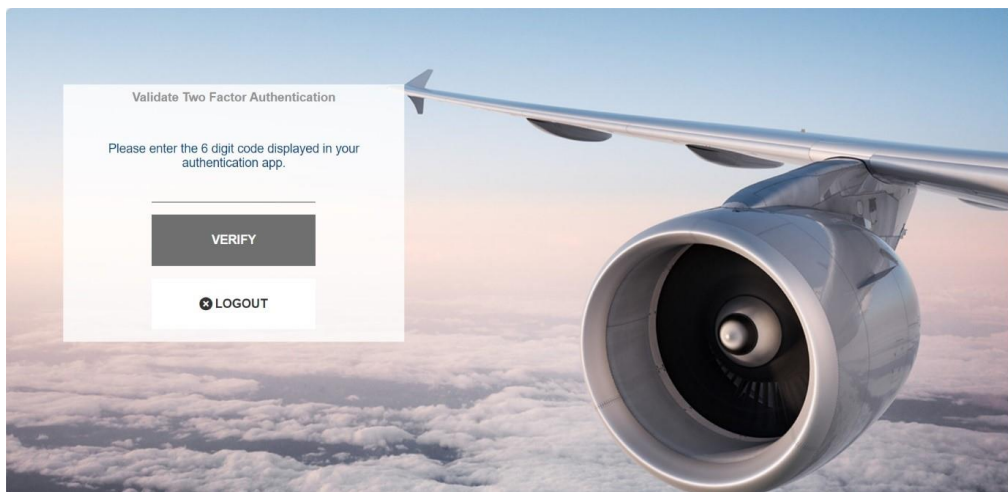 Validate Two Factor Authentication
Please enter the 6 digit code displayed in your
authentication app.
VERIFY
LOGOUT